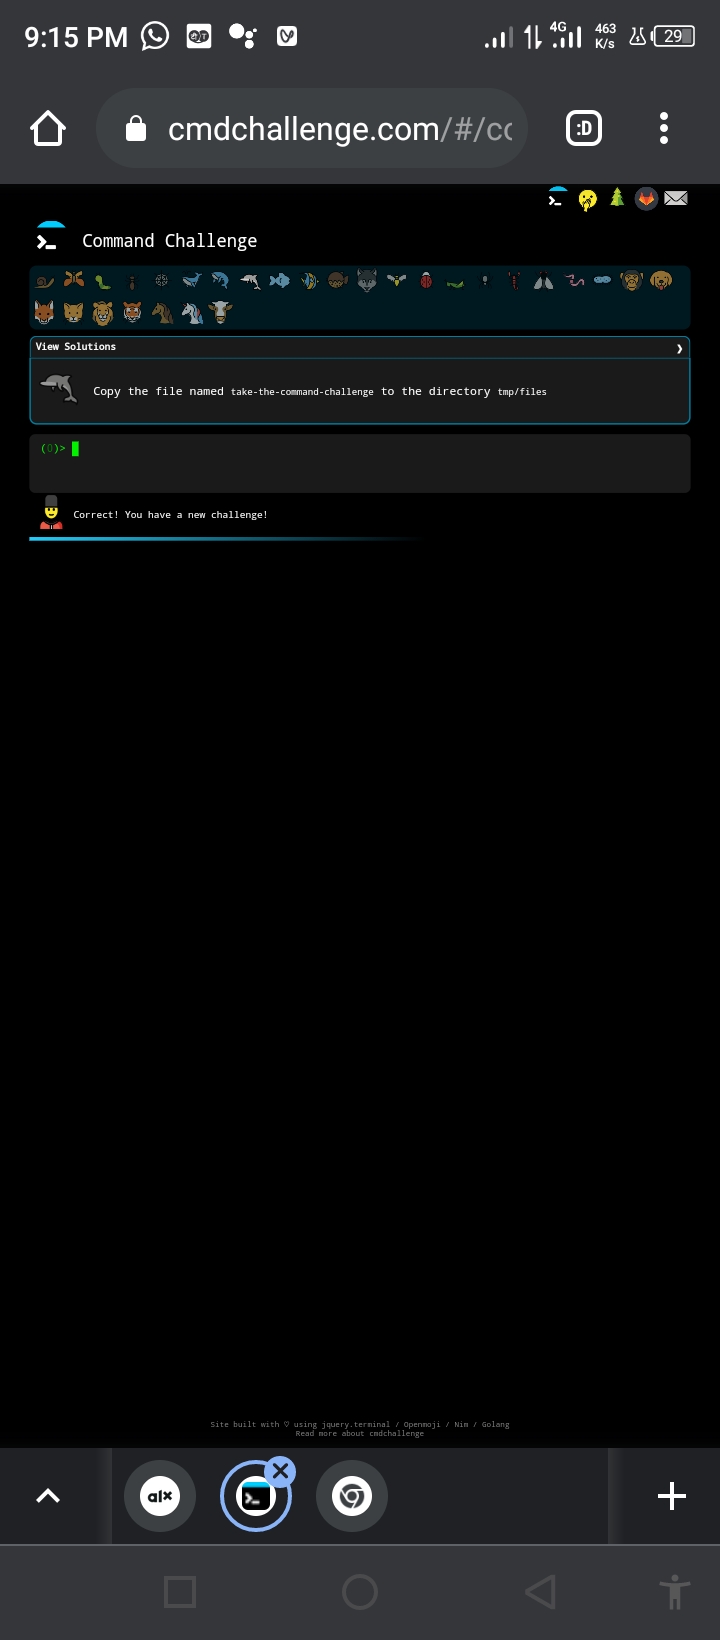 9:15 PM
4G
463
K/s
29
cmdchallenge.com/#/co
:D
Command Challenge
View Solutions
Copy the file named take-the-command-challenge to the directory tmp/files
(0)>
Correct! You have a new challenge!
Site built with ♡ using jquery.terminal / Openmoji / Nim / Golang
Read more about cmdchallenge
alx